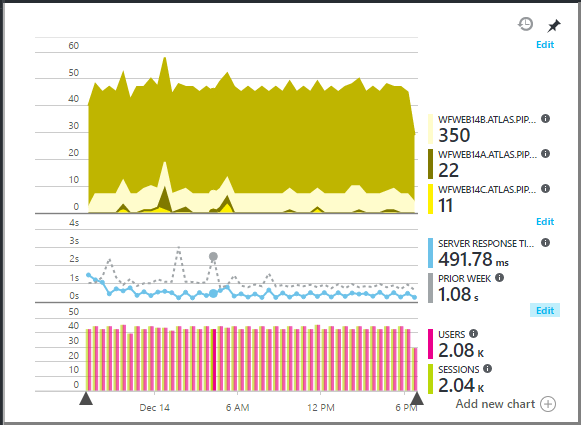 Edit
60
50
40
30
20
10
0
WFWEB14B.ATLAS.PIP...
350
WFWEB14A.ATLAS.PIP...
22
WFWEB14C.ATLAS.PIP...
11
Edit
4s
3s
2s
1s
0s
SERVER RESPONSE TI...
491.78 ms
PRIOR WEEK
1.08 s
Edit
50
40
30
20
10
0
USERS
2.08 K
SESSIONS
2.04 K
Dec 14 6 AM 12 PM 6 PM
Add new chart